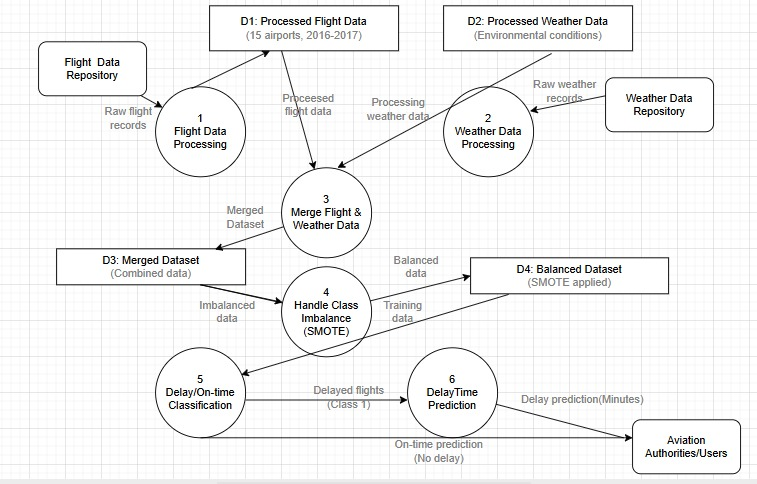 D1: Processed Flight Data
(15 airports, 2016-2017)
D2: Processed Weather Data
(Environmental conditions)
Flight Data
Repository
Raw flight
records
1
Flight Data
Processing
Proceesed
flight data
Processing
weather data
2
Weather Data
Processing
Raw weather
records
Weather Data
Repository
3
Merge Flight &
Weather Data
Merged
Dataset
D3: Merged Dataset
(Combined data)
Imbalanced
data
4
Handle Class
Imbalance
(SMOTE)
Balanced
data
Training
data
D4: Balanced Dataset
(SMOTE applied)
5
Delay/On-time
Classification
Delayed flights
(Class 1)
6
DelayTime
Prediction
Delay prediction(Minutes)
On-time prediction
(No delay)
Aviation
Authorities/Users